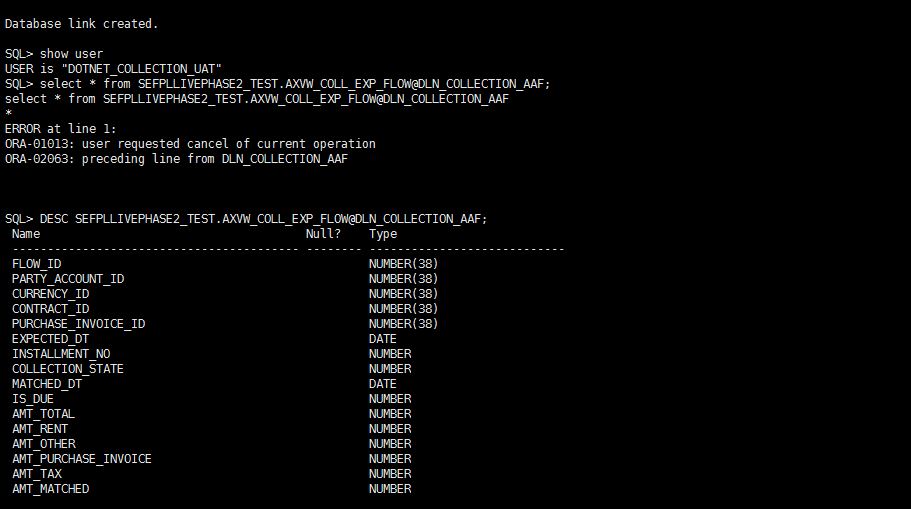 Database link created.
SQL> show user
USER is "DOTNET_COLLECTION_UAT"
SQL> select * from SEFPLLIVEPHASE2_TEST.AXVW_COLL_EXP_FLOW@DLN_COLLECTION_AAF;
select * from SEFPLLIVEPHASE2_TEST.AXVW_COLL_EXP_FLOW@DLN_COLLECTION_AAF
*
ERROR at line 1:
ORA-01013: user requested cancel of current operation
ORA-02063: preceding line from DLN_COLLECTION_AAF
SQL> DESC SEFPLLIVEPHASE2_TEST.AXVW_COLL_EXP_FLOW@DLN_COLLECTION_AAF;
Name                                      Null?    Type
----------------------------------------- -------- ----------------------------
FLOW_ID                                            NUMBER(38)
PARTY_ACCOUNT_ID                                   NUMBER(38)
CURRENCY_ID                                        NUMBER(38)
CONTRACT_ID                                        NUMBER(38)
PURCHASE_INVOICE_ID                                NUMBER(38)
EXPECTED_DT                                        DATE
INSTALLMENT_NO                                     NUMBER
COLLECTION_STATE                                   NUMBER
MATCHED_DT                                         DATE
IS_DUE                                             NUMBER
AMT_TOTAL                                          NUMBER
AMT_RENT                                           NUMBER
AMT_OTHER                                          NUMBER
AMT_PURCHASE_INVOICE                               NUMBER
AMT_TAX                                            NUMBER
AMT_MATCHED                                        NUMBER